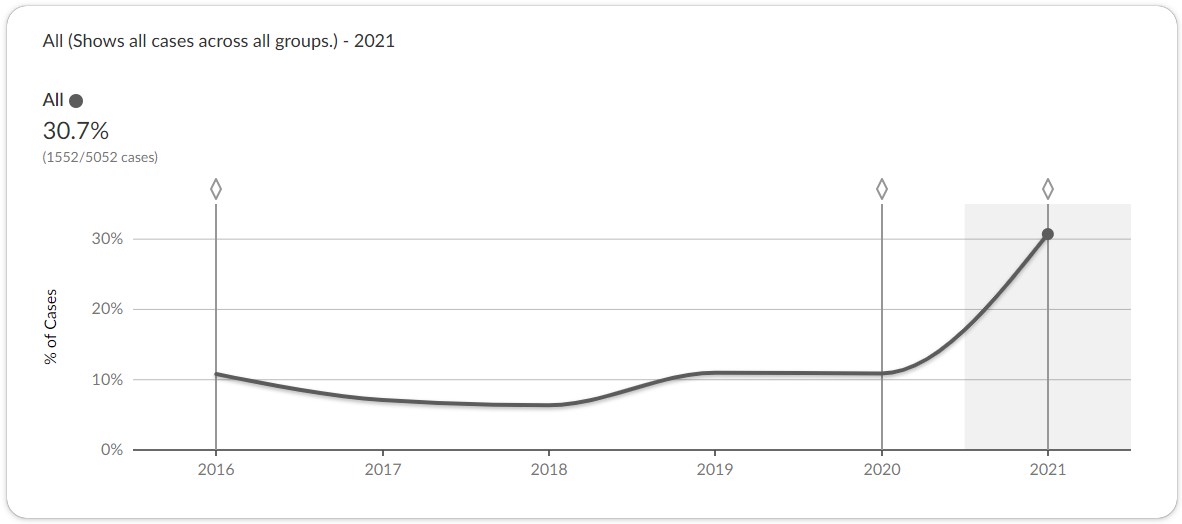 All (Shows all cases across all groups.) - 2021
All
30.7%
(1552/5052 cases)
30%
20%
10%
0%
% of Cases
2016 2017 2018 2019 2020 2021